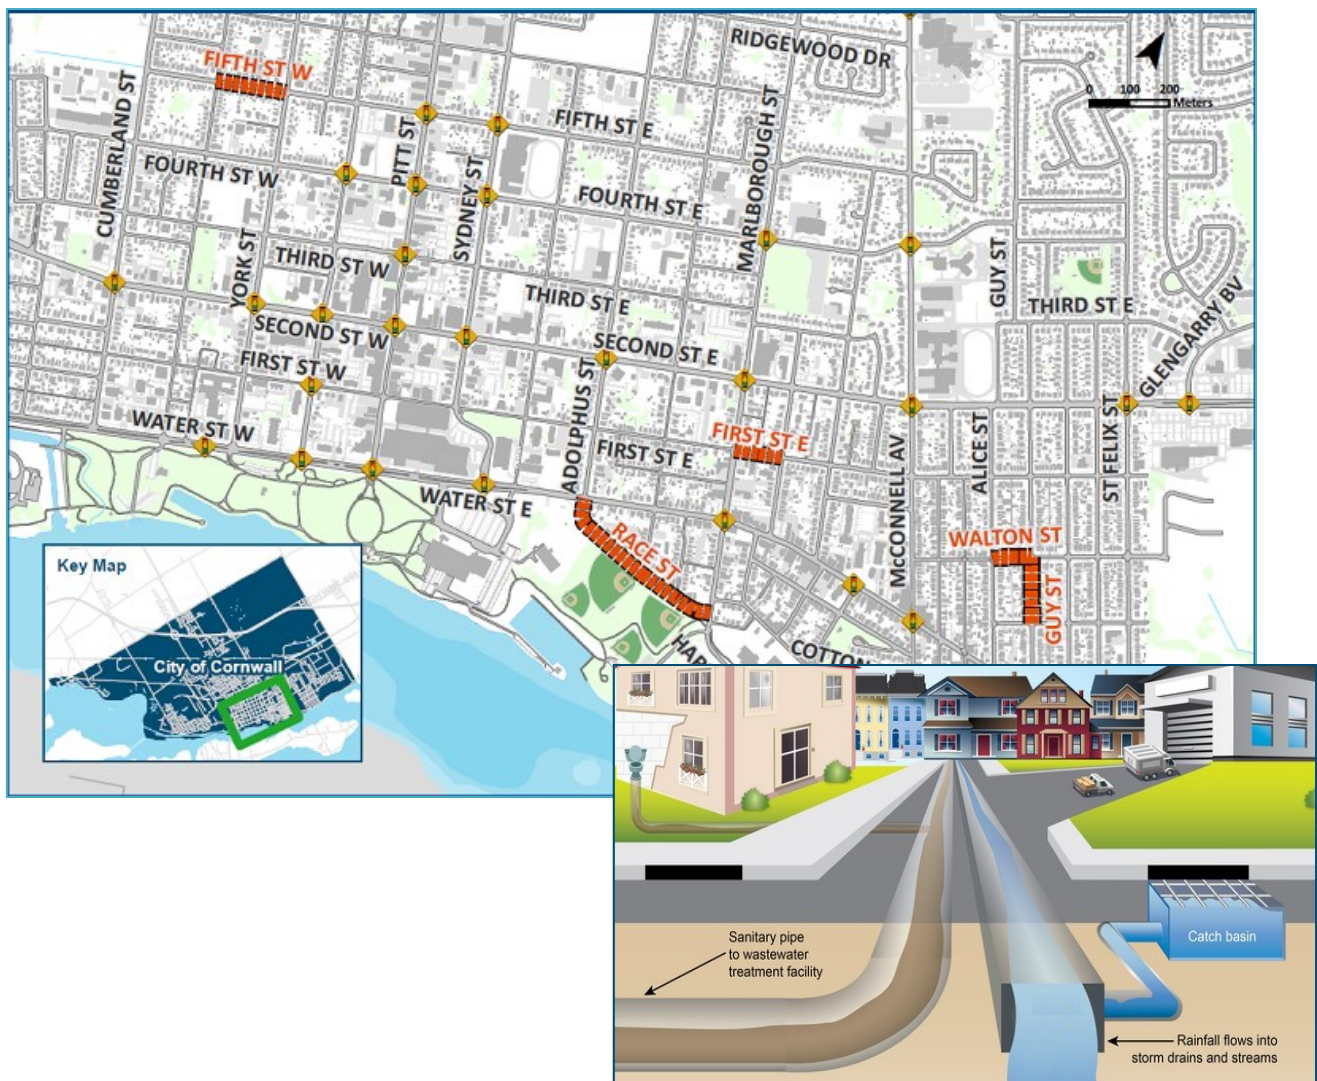 RIDGEWOOD DR
FIFTH ST W
CUMBERLAND ST
PITT ST
FIFTH ST E
MARLBOROUGH ST
0 100 200
Meters
FOURTH ST W
SYDNEY ST
FOURTH ST E
YORK ST
THIRD ST W
THIRD ST E
GUY ST
THIRD ST E
GLENGARRY BV
SECOND ST W
SECOND ST E
FIRST ST W
ADOLPHUS ST
WATER ST W
FIRST ST E
FIRST ST E
McCONNELL AV
ALICE ST
ST FELIX ST
WATER ST E
RACE ST
WALTON ST
GUY ST
HAR
COTTON
Key Map
City of Cornwall
Sanitary pipe
to wastewater
treatment facility
Catch basin
Rainfall flows into
storm drains and streams